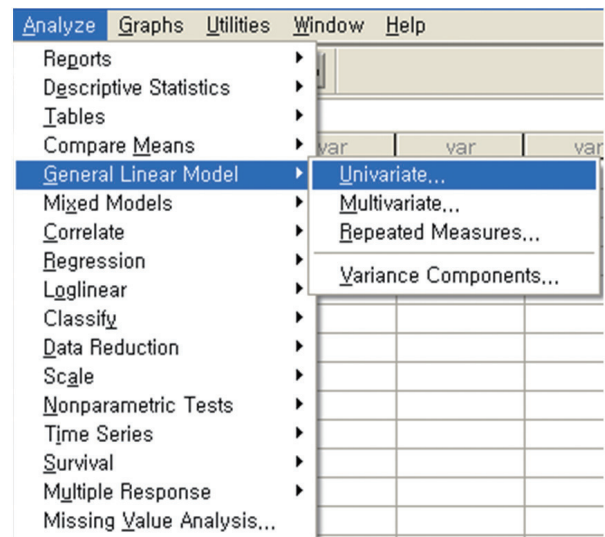 Analyze Graphs Utilities Window Help
Reports
Descriptive Statistics
Tables
Compare Means
var var var
General Linear Model
Univariate...
Mixed Models
Multivariate...
Correlate
Repeated Measures...
Regression
Variance Components...
Loglinear
Classify
Data Reduction
Scale
Nonparametric Tests
Time Series
Survival
Multiple Response
Missing Value Analysis...